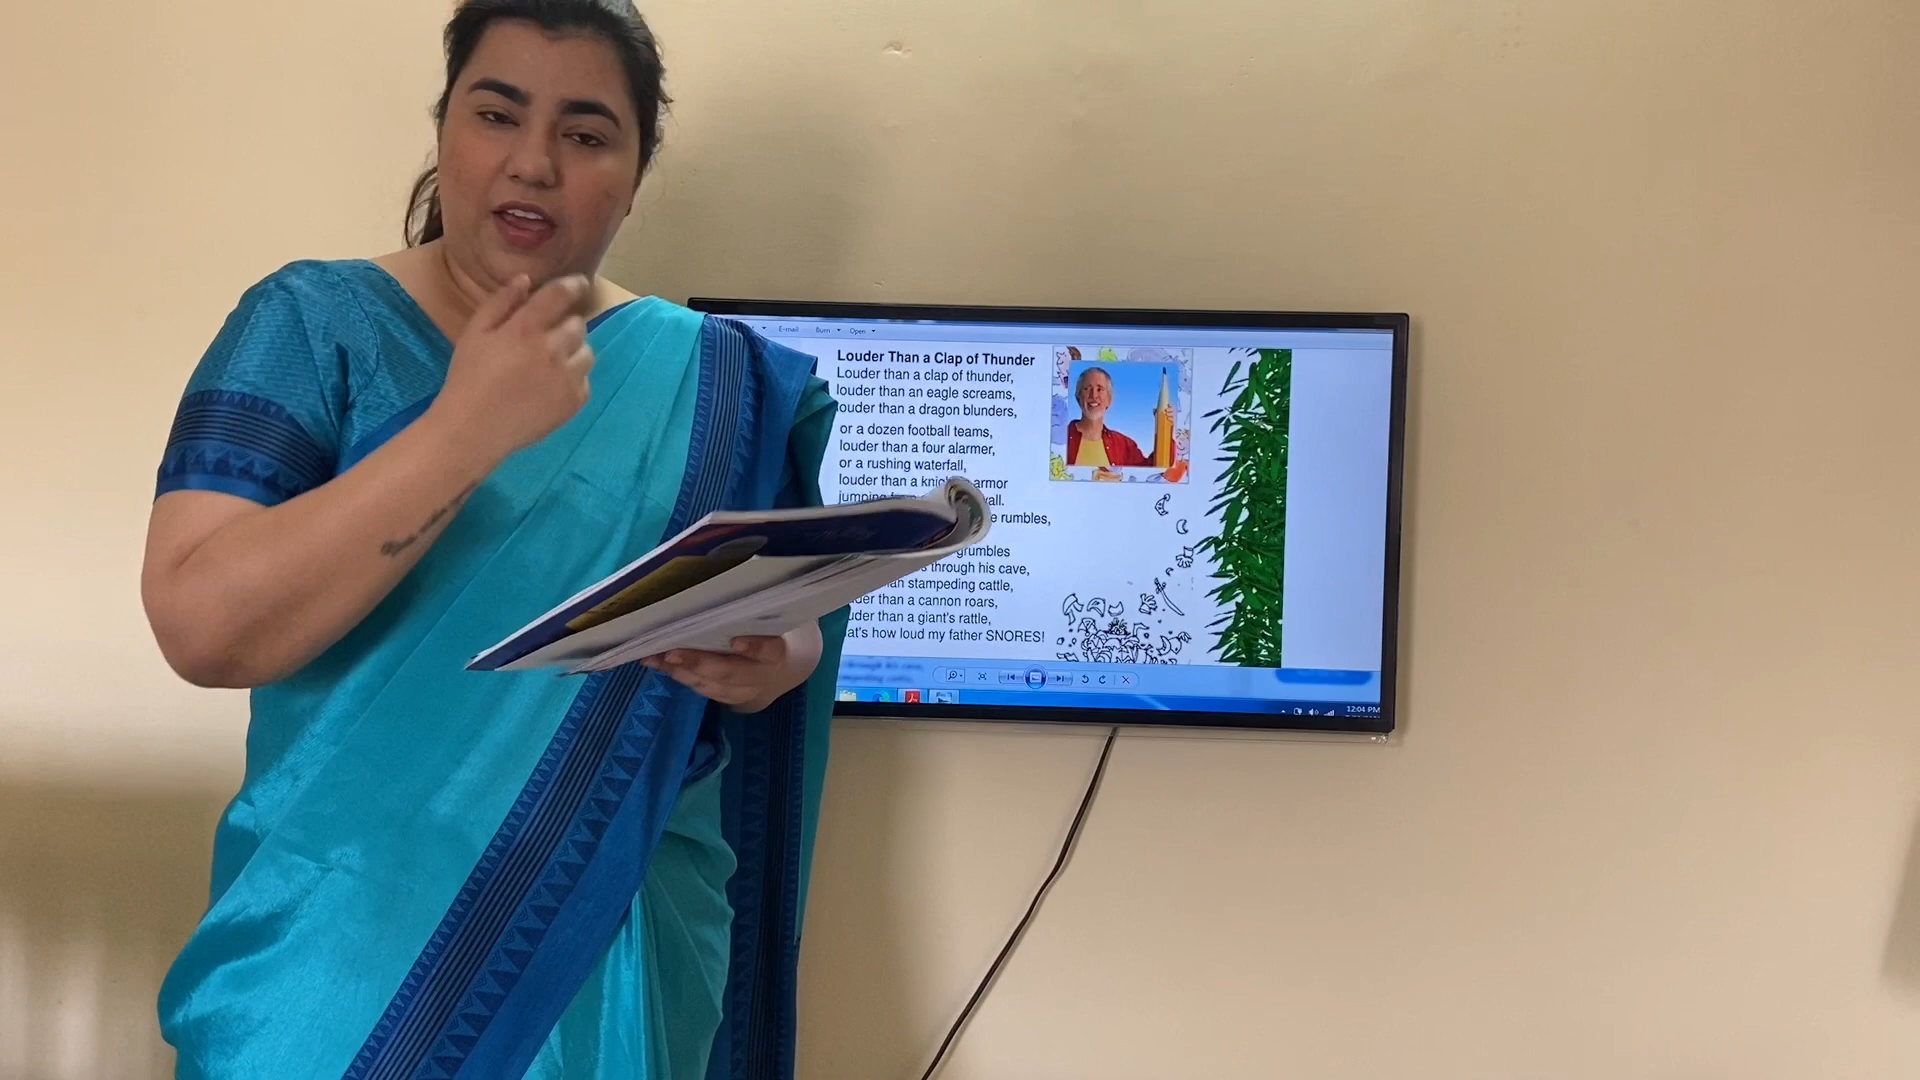 E-mail Burn Open
Louder Than a Clap of Thunder
Louder than a clap of thunder,
louder than an eagle screams,
ouder than a dragon blunders,
or a dozen football teams,
louder than a four alarmer,
or a rushing waterfall,
louder than a armor
jumping
rumbles,
grumbles
through his cave,
stampeding cattle,
than a cannon roars,
than a giant's rattle,
how loud my father SNORES!
12:04 PM